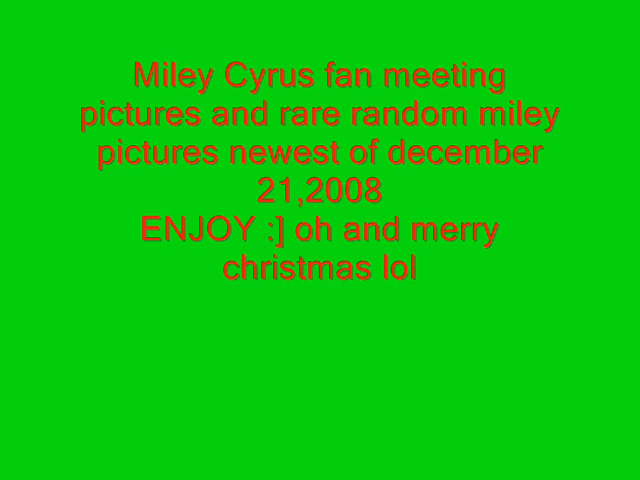 Miley Cyrus fan meeting
pictures and rare random miley
pictures newest of december
21,2008
ENJOY :] oh and merry
christmas lol